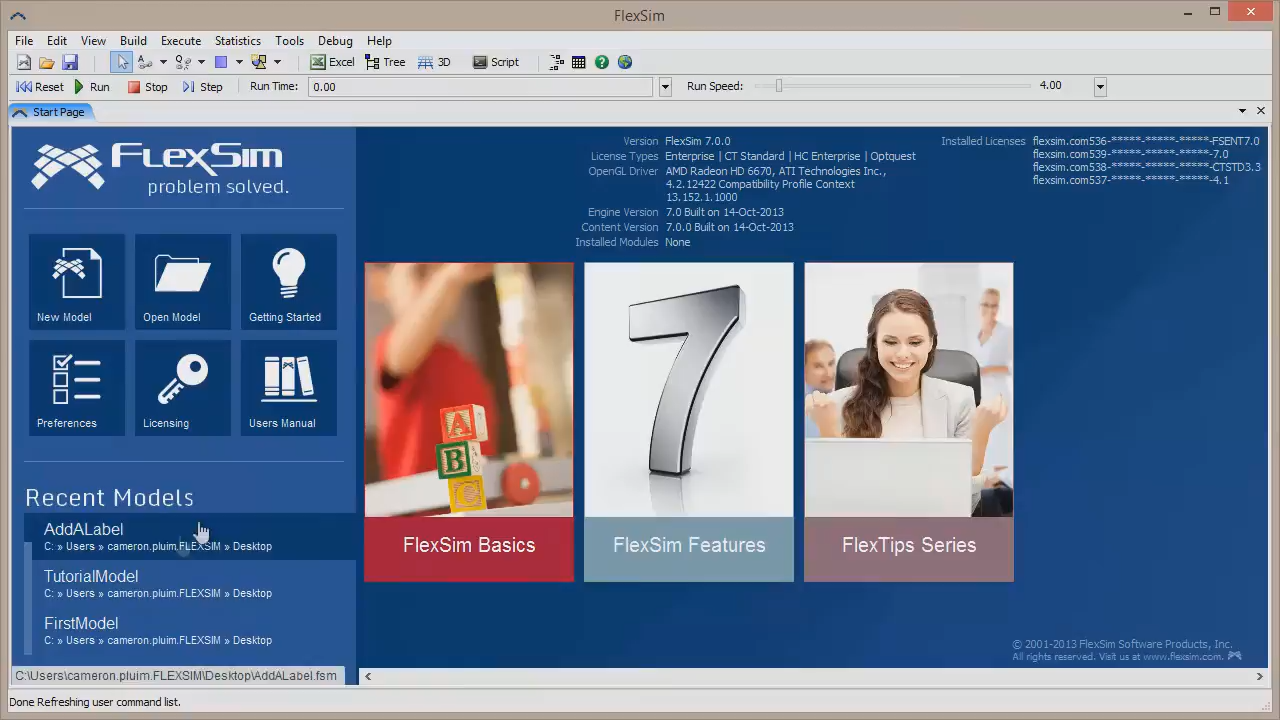 FlexSim
File Edit View Build Execute Statistics Tools Debug Help
Excel Tree 3D Script
Reset Run Stop Step Run Time: 0.00 Run Speed: 4.00
Start Page
FLEXSIM
problem solved.
New Model Open Model Getting Started
Preferences Licensing Users Manual
Recent Models
AddALabel
C: » Users » cameron.pluim.FLEXSIM » Desktop
TutorialModel
C: » Users » cameron.pluim.FLEXSIM » Desktop
FirstModel
C: » Users » cameron.pluim.FLEXSIM » Desktop
C:\Users\cameron.pluim.FLEXSIM\Desktop\AddALabel.fsm
Version FlexSim 7.0.0
License Types Enterprise | CT Standard | HC Enterprise | Optquest
OpenGL Driver AMD Radeon HD 6670, ATI Technologies Inc.,
4.2.12422 Compatibility Profile Context
13.152.1.1000
Engine Version 7.0 Built on 14-Oct-2013
Content Version 7.0.0 Built on 14-Oct-2013
Installed Modules None
Installed Licenses flexsim.com536-*****-*****-*****-FSENT7.0
flexsim.com539-*****-*****-*****-7.0
flexsim.com538-*****-*****-*****-CTSTD3.3
flexsim.com537-*****-*****-*****-4.1
A
B
C
7
FlexSim Basics
FlexSim Features
FlexTips Series
© 2001-2013 FlexSim Software Products, Inc.
All rights reserved. Visit us at www.flexsim.com.
Done Refreshing user command list.